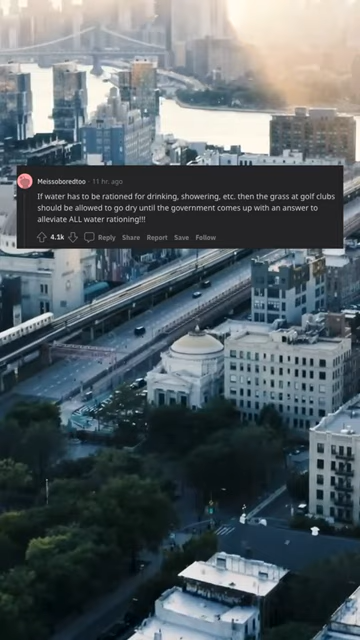 Meissoboredtoo · 11 hr. ago
If water has to be rationed for drinking, showering, etc. then the grass at golf clubs
should be allowed to go dry until the government comes up with an answer to
alleviate ALL water rationing!!!
4.1k Reply Share Report Save Follow